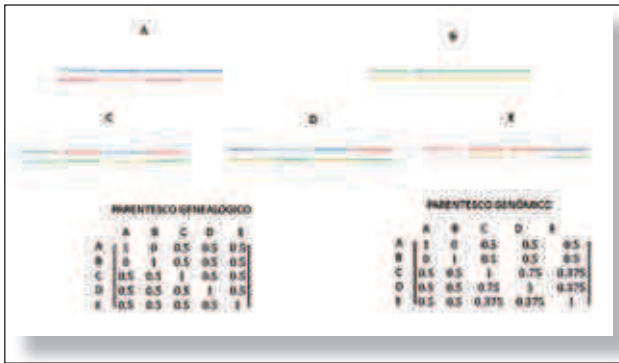 A B
C D E
PARENTESCO GENEALÓGICO
A B C D E
A 1 0 0.5 0.5 0.5
B 0 1 0.5 0.5 0.5
C 0.5 0.5 1 0.5 0.5
D 0.5 0.5 0.5 1 0.5
E 0.5 0.5 0.5 0.5 1
PARENTESCO GENÓMICO
A B C D E
A 1 0 0.5 0.5 0.5
B 0 1 0.5 0.5 0.5
C 0.5 0.5 1 0.75 0.375
D 0.5 0.5 0.75 1 0.375
E 0.5 0.5 0.375 0.375 1